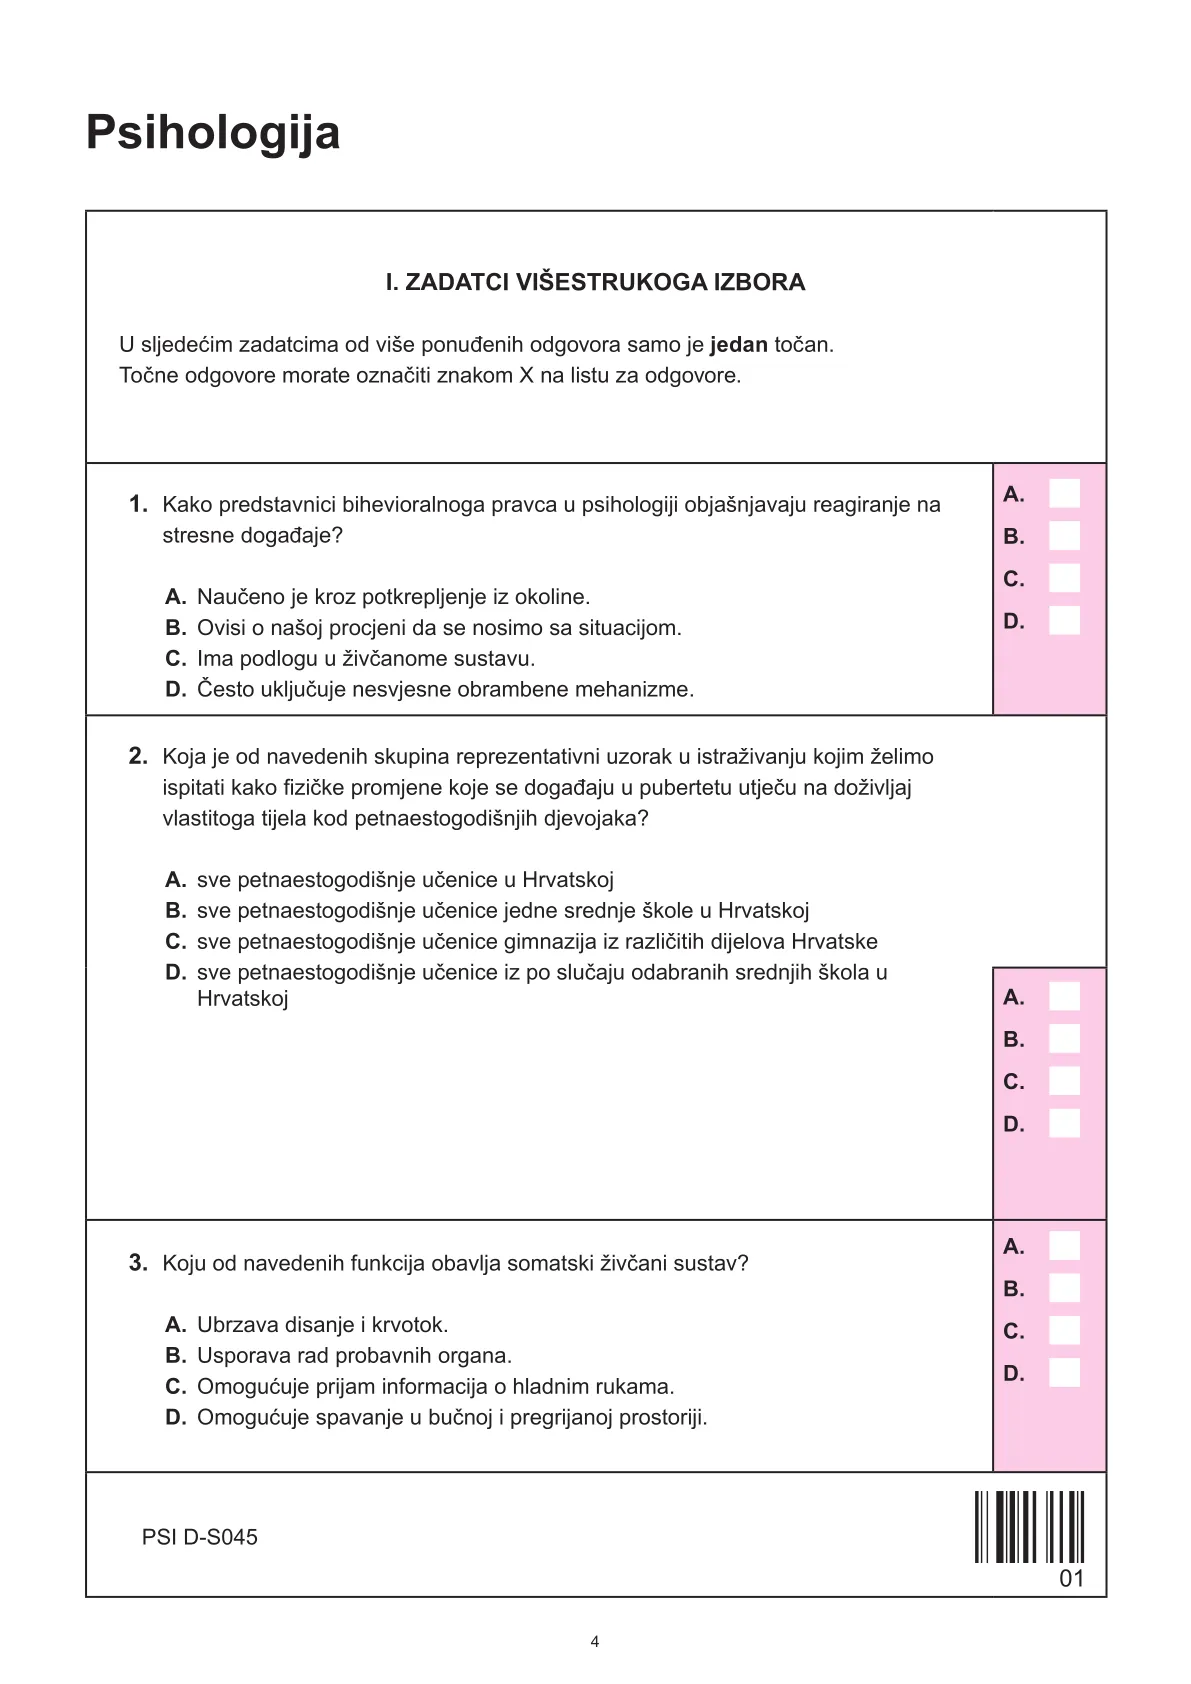 Psihologija
I. ZADATCI VIŠESTRUKOGA IZBORA
U sljedećim zadatcima od više ponuđenih odgovora samo je jedan točan.
Točne odgovore morate označiti znakom X na listu za odgovore.
1. Kako predstavnici bihevioralnoga pravca u psihologiji objašnjavaju reagiranje na
stresne događaje?
A. Naučeno je kroz potkrepljenje iz okoline.
B. Ovisi o našoj procjeni da se nosimo sa situacijom.
C. Ima podlogu u živčanome sustavu.
D. Često uključuje nesvjesne obrambene mehanizme.
A.
B.
C.
D.
2. Koja je od navedenih skupina reprezentativni uzorak u istraživanju kojim želimo
ispitati kako fizičke promjene koje se događaju u pubertetu utječu na doživljaj
vlastitoga tijela kod petnaestogodišnjih djevojaka?
A. sve petnaestogodišnje učenice u Hrvatskoj
B. sve petnaestogodišnje učenice jedne srednje škole u Hrvatskoj
C. sve petnaestogodišnje učenice gimnazija iz različitih dijelova Hrvatske
D. sve petnaestogodišnje učenice iz po slučaju odabranih srednjih škola u
Hrvatskoj
A.
B.
C.
D.
3. Koju od navedenih funkcija obavlja somatski živčani sustav?
A. Ubrzava disanje i krvotok.
B. Usporava rad probavnih organa.
C. Omogućuje prijam informacija o hladnim rukama.
D. Omogućuje spavanje u bučnoj i pregrijanoj prostoriji.
A.
B.
C.
D.
PSI D-S045
01
4